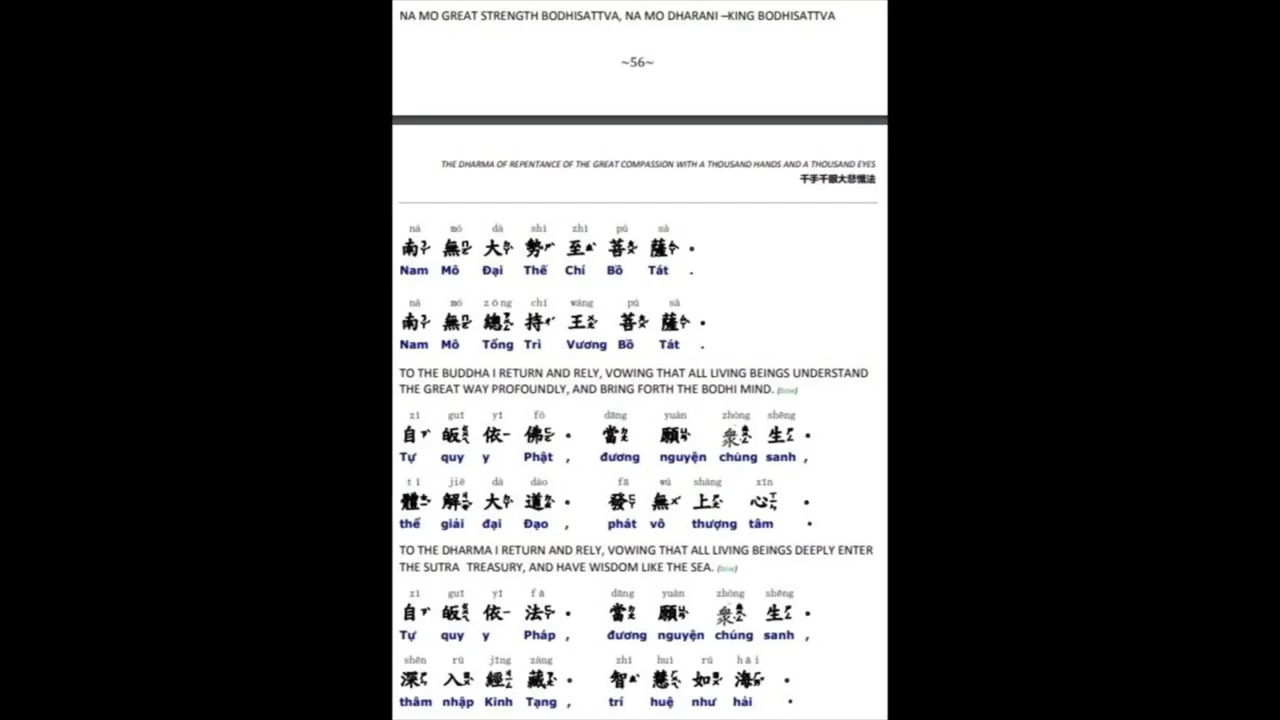 NA MO GREAT STRENGTH BODHISATTVA, NA MO DHARANI –KING BODHISATTVA
~56~
THE DHARMA OF REPENTANCE OF THE GREAT COMPASSION WITH A THOUSAND HANDS AND A THOUSAND EYES
千手千眼大悲懺法
ná mó dà shì zhì pú sà
南無大勢至菩薩。
Nam Mô Đại Thế Chí Bồ Tát .
ná mó zǒng chí wáng pú sà
南無總持王菩薩。
Nam Mô Tổng Trì Vương Bồ Tát .
TO THE BUDDHA I RETURN AND RELY, VOWING THAT ALL LIVING BEINGS UNDERSTAND
THE GREAT WAY PROFOUNDLY, AND BRING FORTH THE BODHI MIND. (bow)
zì guī yī fó dāng yuàn zhòng shēng
自皈依佛。當願衆生。
Tự quy y Phật , đương nguyện chúng sanh ,
tǐ jiě dà dào fā wú shàng xīn
體解大道。發無上心。
thể giải đại Đạo , phát vô thượng tâm .
TO THE DHARMA I RETURN AND RELY, VOWING THAT ALL LIVING BEINGS DEEPLY ENTER
THE SUTRA TREASURY, AND HAVE WISDOM LIKE THE SEA. (bow)
zì guī yī fǎ dāng yuàn zhòng shēng
自皈依法。當願衆生。
Tự quy y Pháp , đương nguyện chúng sanh ,
shēn rù jīng zàng zhì huì rú hǎi
深入經藏。智慧如海。
thâm nhập Kinh Tạng , trí huệ như hải .